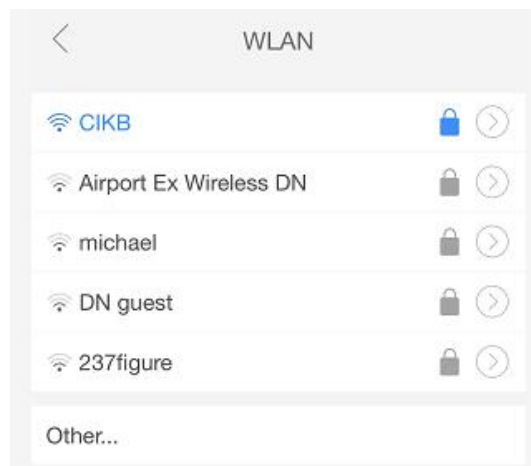 WLAN
CIKB
Airport Ex Wireless DN
michael
DN guest
237figure
Other...